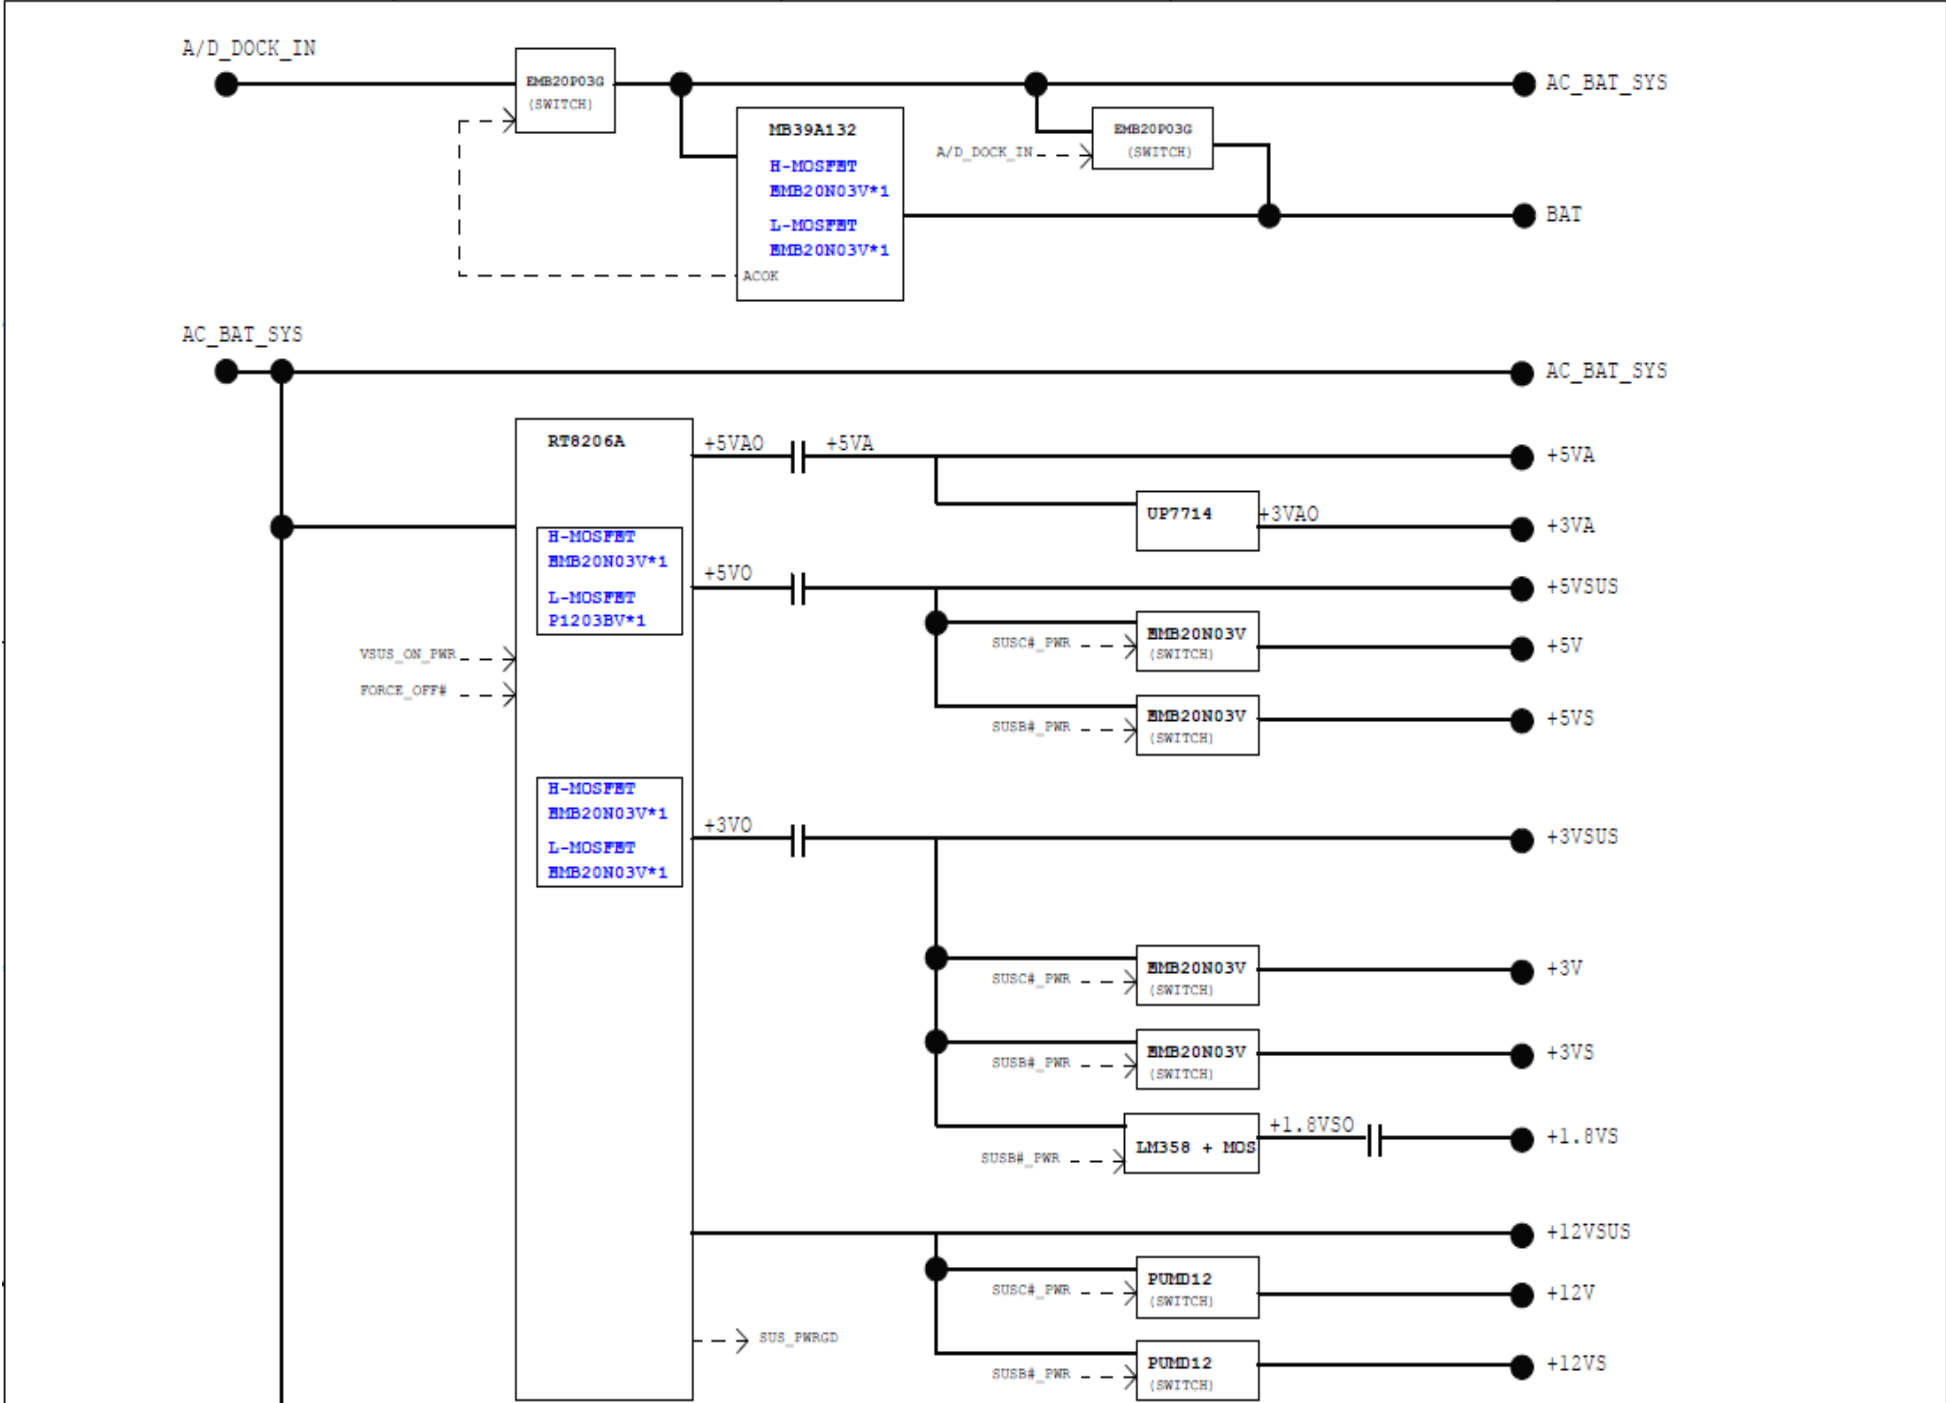 A/D_DOCK_IN
EMB20P03G
(SWITCH)
AC_BAT_SYS
MB39A132
H-MOSFET
EMB20N03V*1
L-MOSFET
EMB20N03V*1
ACOK
A/D_DOCK_IN
EMB20P03G
(SWITCH)
BAT
AC_BAT_SYS
AC_BAT_SYS
RT8206A
+5VAO
+5VA
+5VA
UP7714
+3VAO
+3VA
H-MOSFET
EMB20N03V*1
L-MOSFET
P1203BV*1
+5VO
+5VSUS
SUSC#_PWR
EMB20N03V
(SWITCH)
+5V
VSUS_ON_PWR
FORCE_OFF#
SUSB#_PWR
EMB20N03V
(SWITCH)
+5VS
H-MOSFET
EMB20N03V*1
L-MOSFET
EMB20N03V*1
+3VO
+3VSUS
SUSC#_PWR
EMB20N03V
(SWITCH)
+3V
SUSB#_PWR
EMB20N03V
(SWITCH)
+3VS
SUSB#_PWR
LM358 + MOS
+1.8VSO
+1.8VS
+12VSUS
SUSC#_PWR
PUMD12
(SWITCH)
+12V
SUS_PWRGD
SUSB#_PWR
PUMD12
(SWITCH)
+12VS